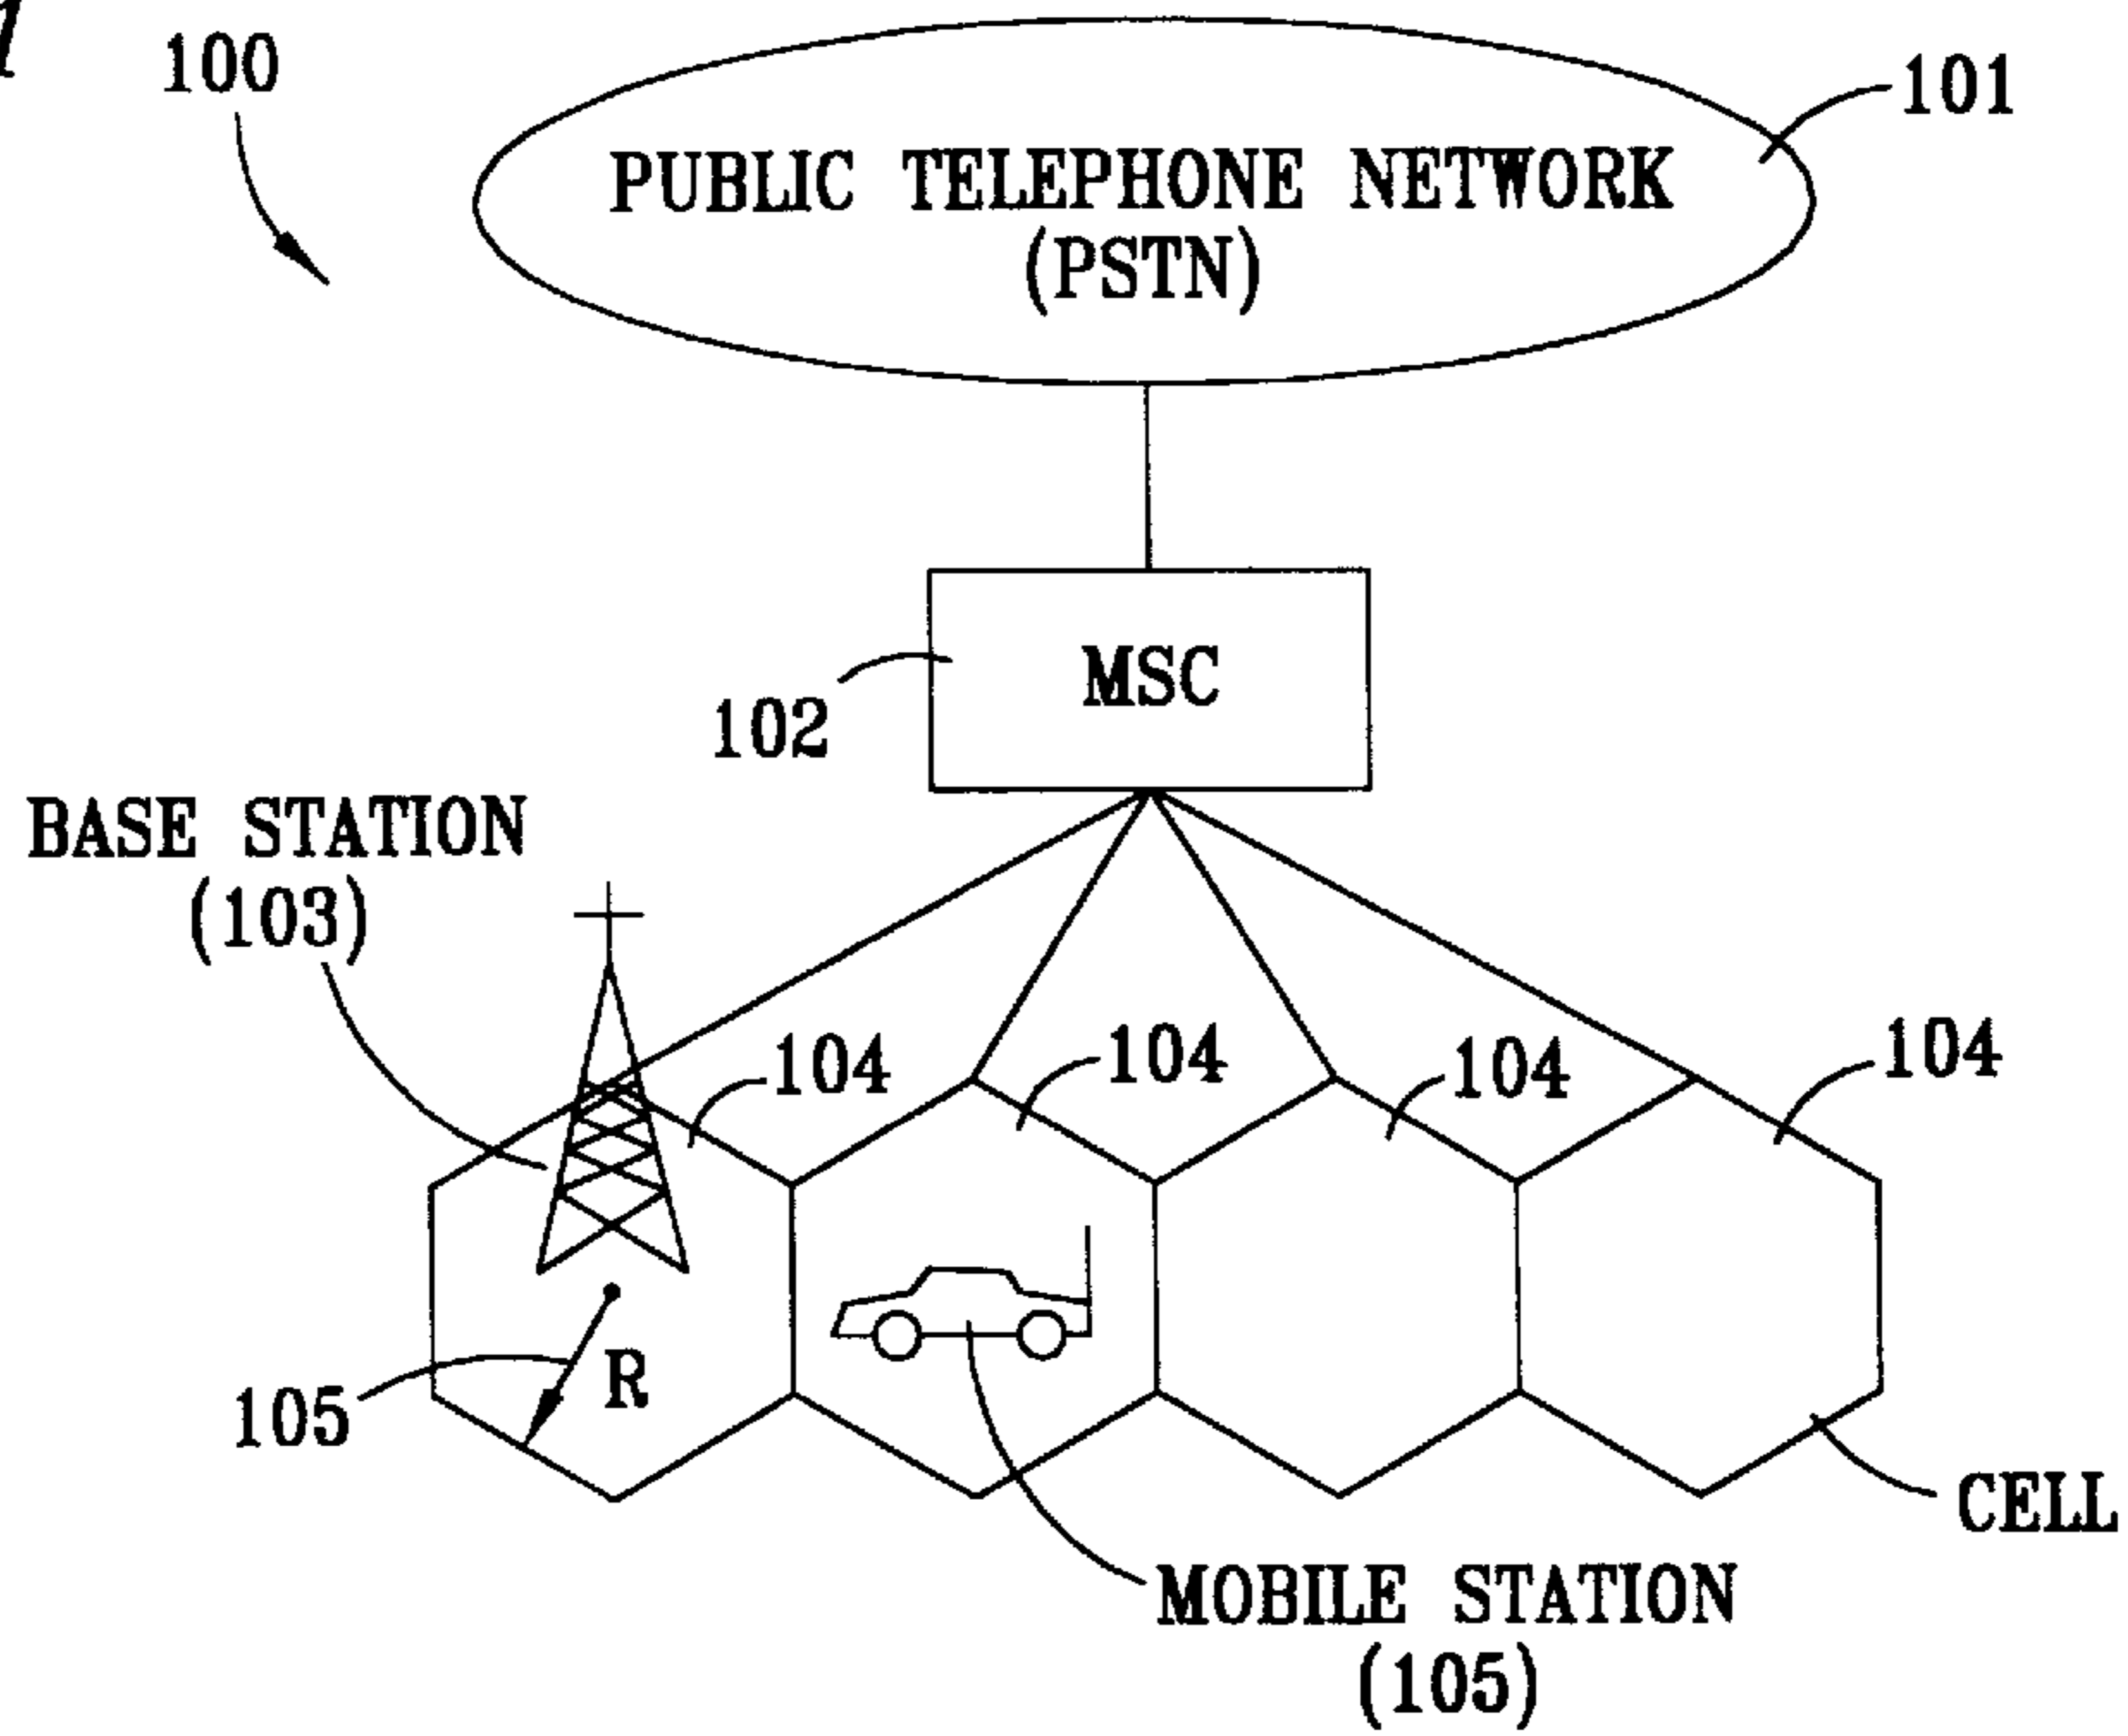 100
101
PUBLIC TELEPHONE NETWORK
(PSTN)
MSC
102
BASE STATION
(103)
104
104
104
104
105
R
CELL
MOBILE STATION
(105)